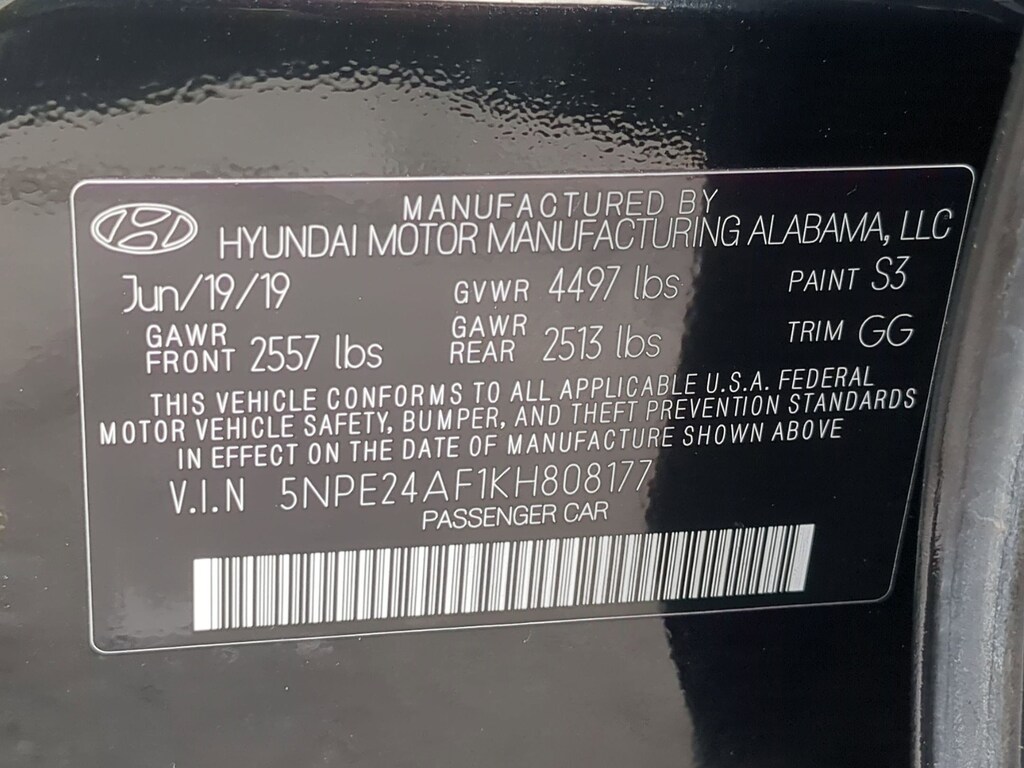 MANUFACTURED BY
HYUNDAI MOTOR MANUFACTURING ALABAMA, LLC
Jun/19/19 GVWR 4497 lbs PAINT S3
GAWR FRONT 2557 lbs GAWR REAR 2513 lbs TRIM GG
THIS VEHICLE CONFORMS TO ALL APPLICABLE U.S.A. FEDERAL
MOTOR VEHICLE SAFETY, BUMPER, AND THEFT PREVENTION STANDARDS
IN EFFECT ON THE DATE OF MANUFACTURE SHOWN ABOVE
V.I.N 5NPE24AF1KH808177
PASSENGER CAR